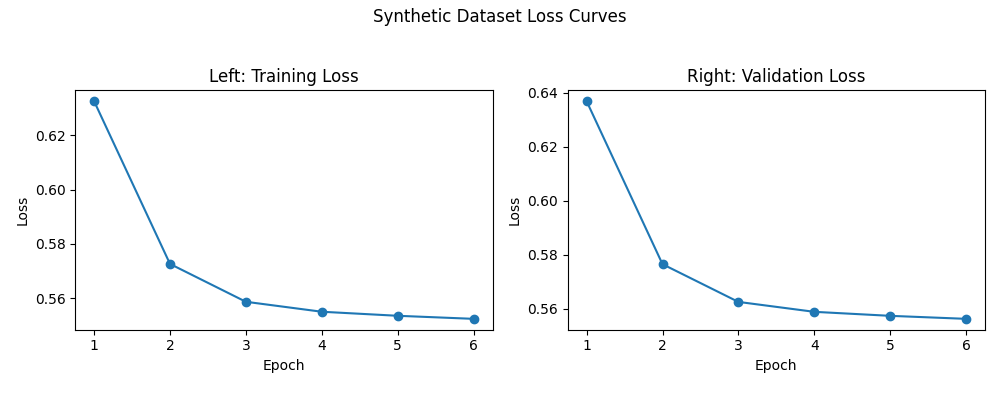 Synthetic Dataset Loss Curves
Left: Training Loss
Loss
0.62
0.60
0.58
0.56
1 2 3 4 5 6
Epoch
Right: Validation Loss
Loss
0.64
0.62
0.60
0.58
0.56
1 2 3 4 5 6
Epoch